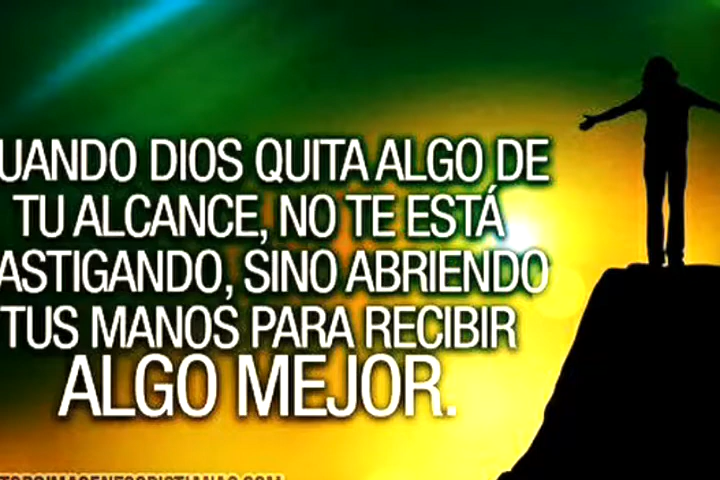 UANDO DIOS QUITA ALGO DE
TU ALCANCE, NO TE ESTÁ
ASTIGANDO, SINO ABRIENDO
TUS MANOS PARA RECIBIR
ALGO MEJOR.